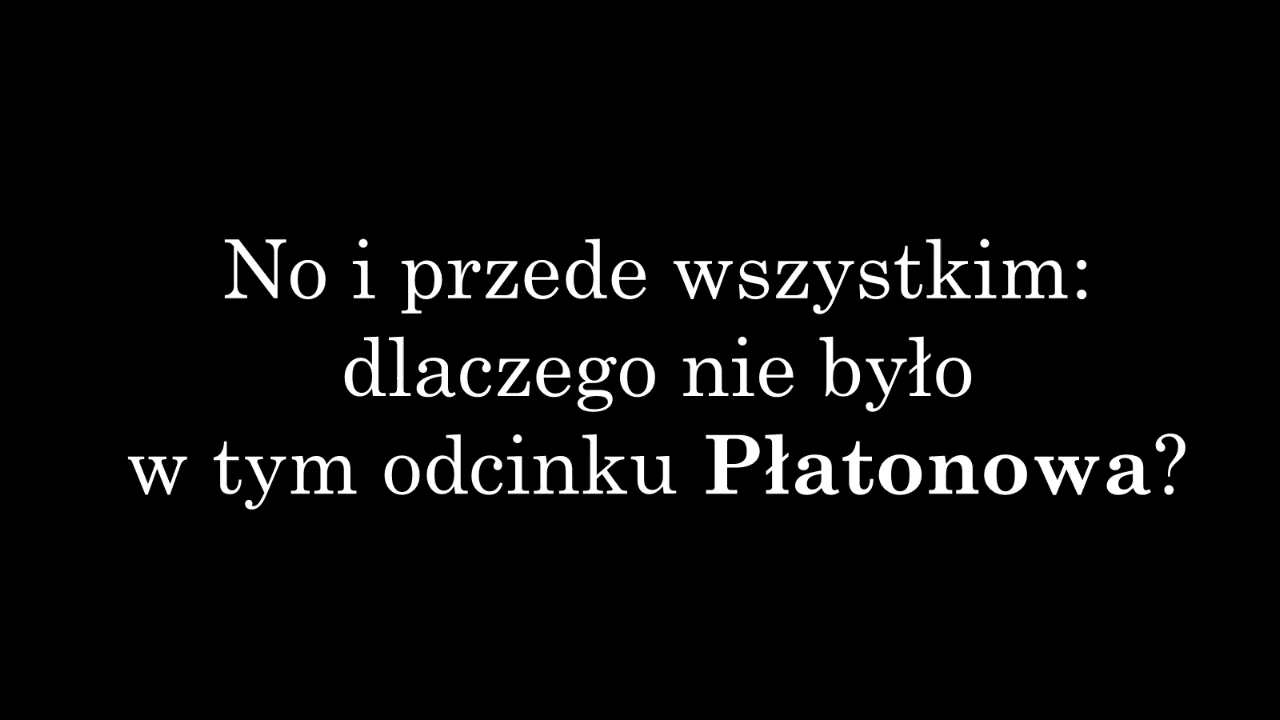 No i przede wszystkim:
dlaczego nie było
w tym odcinku Płatonowa?